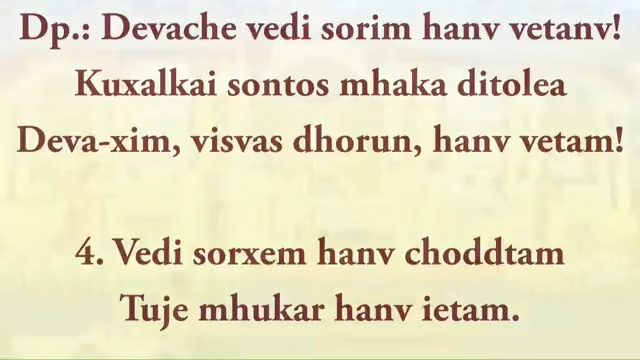 Dp.: Devache vedi sorim hanv vetanv!
Kuxalkai sontos mhaka ditolea
Deva-xim, visvas dhorun, hanv vetam!
4. Vedi sorxem hanv choddtam
Tuje mhukar hanv ietam.